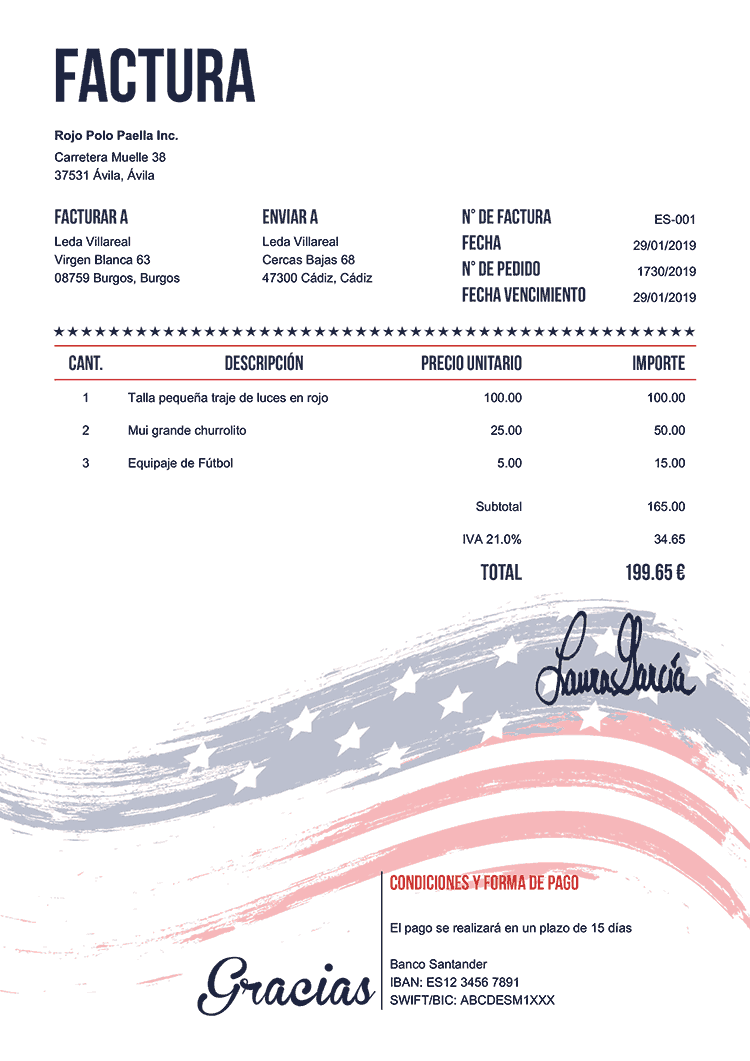 FACTURA
Rojo Polo Paella Inc.
Carretera Muelle 38
37531 Ávila, Ávila
FACTURAR A
Leda Villareal
Virgen Blanca 63
08759 Burgos, Burgos
ENVIAR A
Leda Villareal
Cercas Bajas 68
47300 Cádiz, Cádiz
N° DE FACTURA ES-001
FECHA 29/01/2019
N° DE PEDIDO 1730/2019
FECHA VENCIMIENTO 29/01/2019
CANT. DESCRIPCIÓN PRECIO UNITARIO IMPORTE
1 Talla pequeña traje de luces en rojo 100.00 100.00
2 Mui grande churrolito 25.00 50.00
3 Equipaje de Fútbol 5.00 15.00
Subtotal 165.00
IVA 21.0% 34.65
TOTAL 199.65 €
Laura García
CONDICIONES Y FORMA DE PAGO
El pago se realizará en un plazo de 15 días
Banco Santander
IBAN: ES12 3456 7891
SWIFT/BIC: ABCDESM1XXX
Gracias